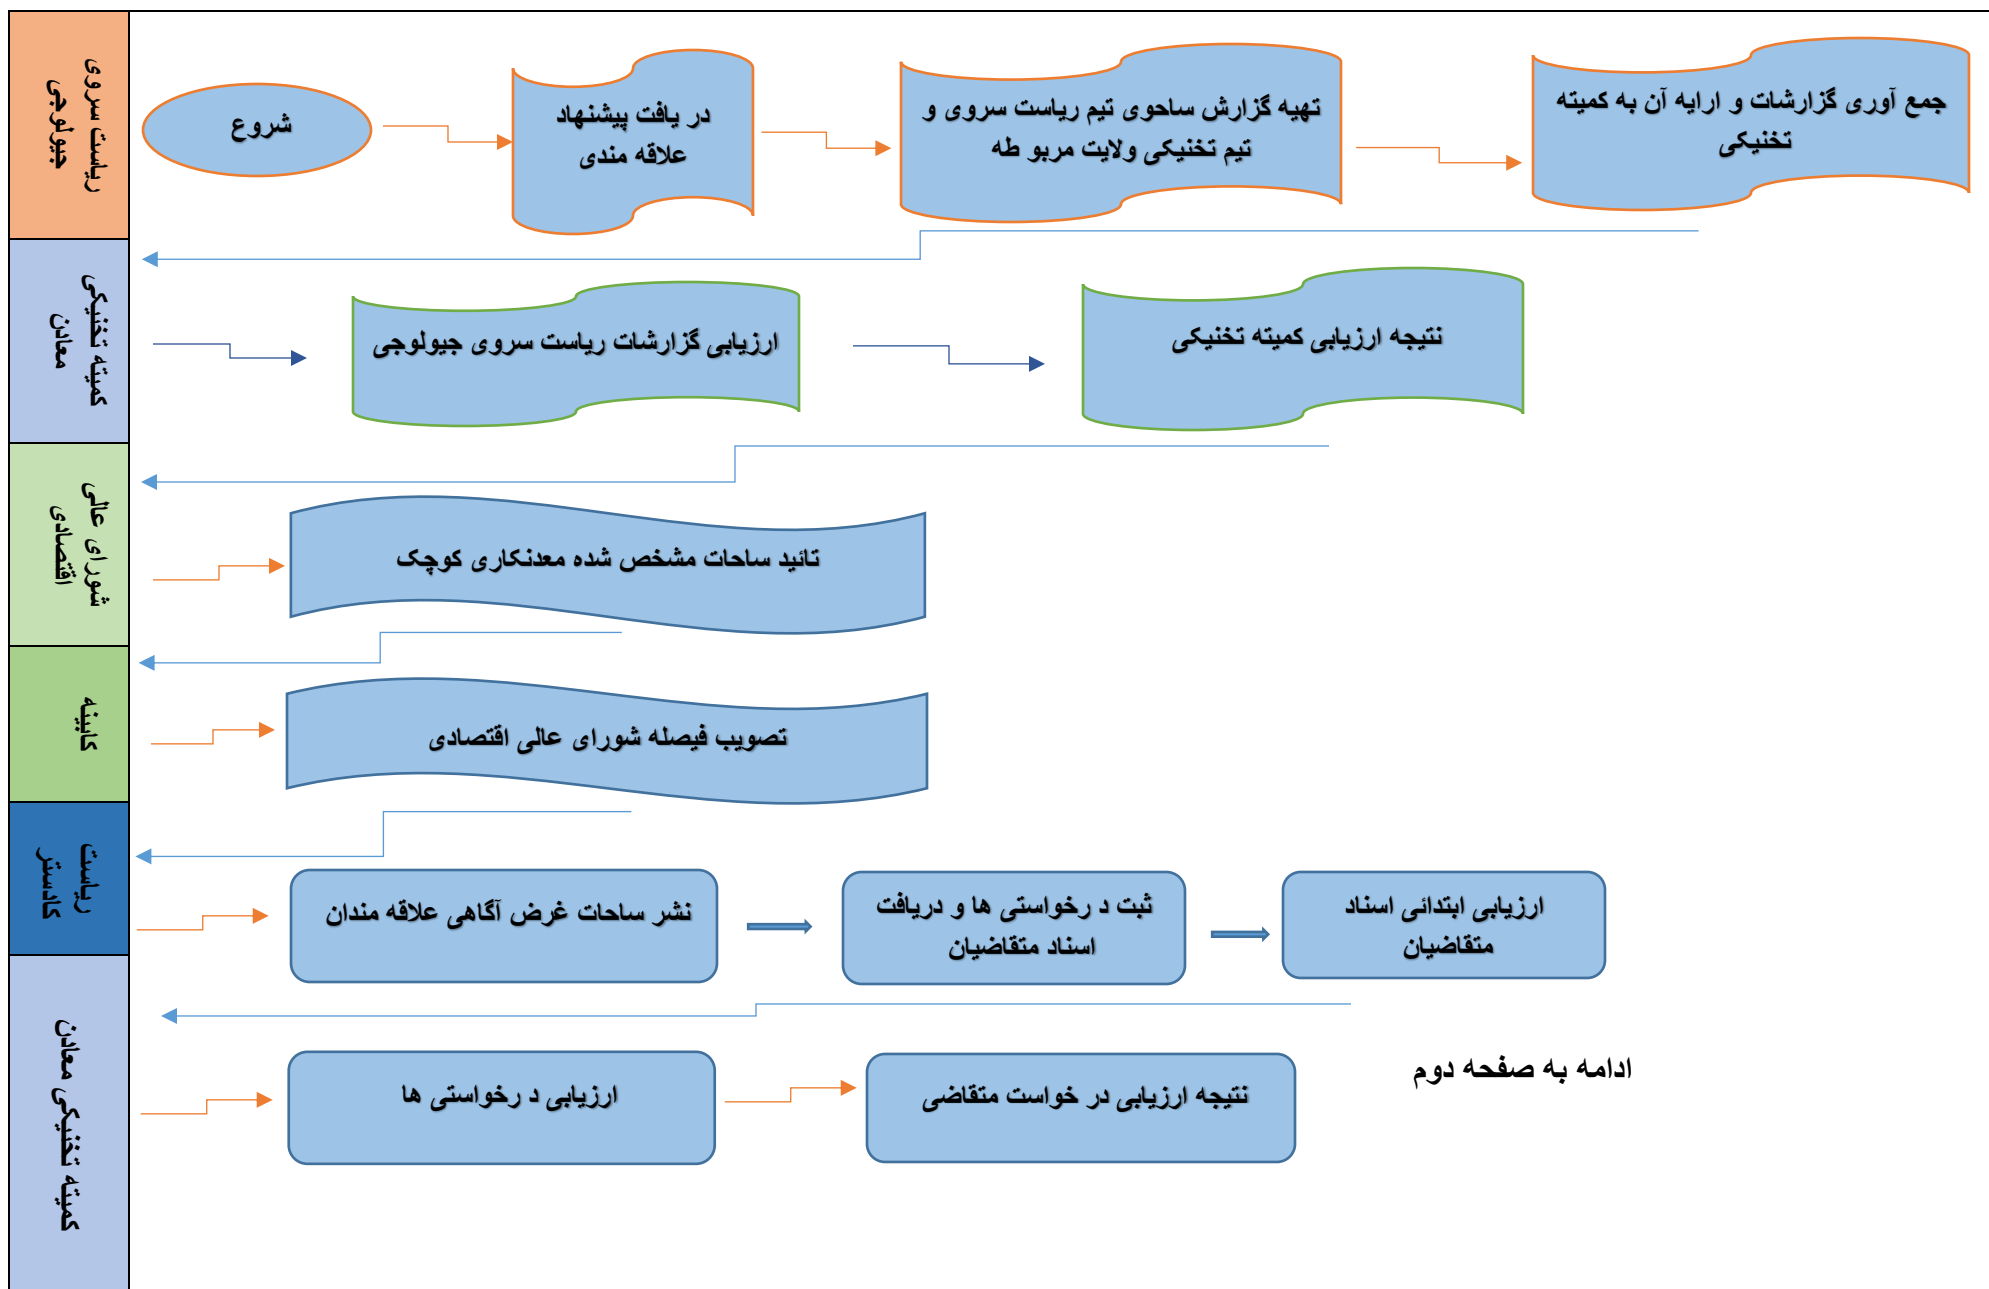 ریاست سروی
جیولوجی
شروع
در یافت پیشنهاد
علاقه مندی
تهیه گزارش ساحوی تیم ریاست سروی و
تیم تخنیکی ولایت مربو طه
جمع آوری گزارشات و ارایه آن به کمیته
تخنیکی
کمیته تخنیکی
معادن
ارزیابی گزارشات ریاست سروی جیولوجی
نتیجه ارزیابی کمیته تخنیکی
شورای عالی
اقتصادی
تائید ساحات مشخص شده معدنکاری کوچک
کابینه
تصویب فیصله شورای عالی اقتصادی
ریاست
کادستر
نشر ساحات غرض آگاهی علاقه مندان
ثبت د رخواستی ها و دریافت
اسناد متقاضیان
ارزیابی ابتدائی اسناد
متقاضیان
کمیته تخنیکی معادن
ارزیابی د رخواستی ها
نتیجه ارزیابی در خواست متقاضی
ادامه به صفحه دوم